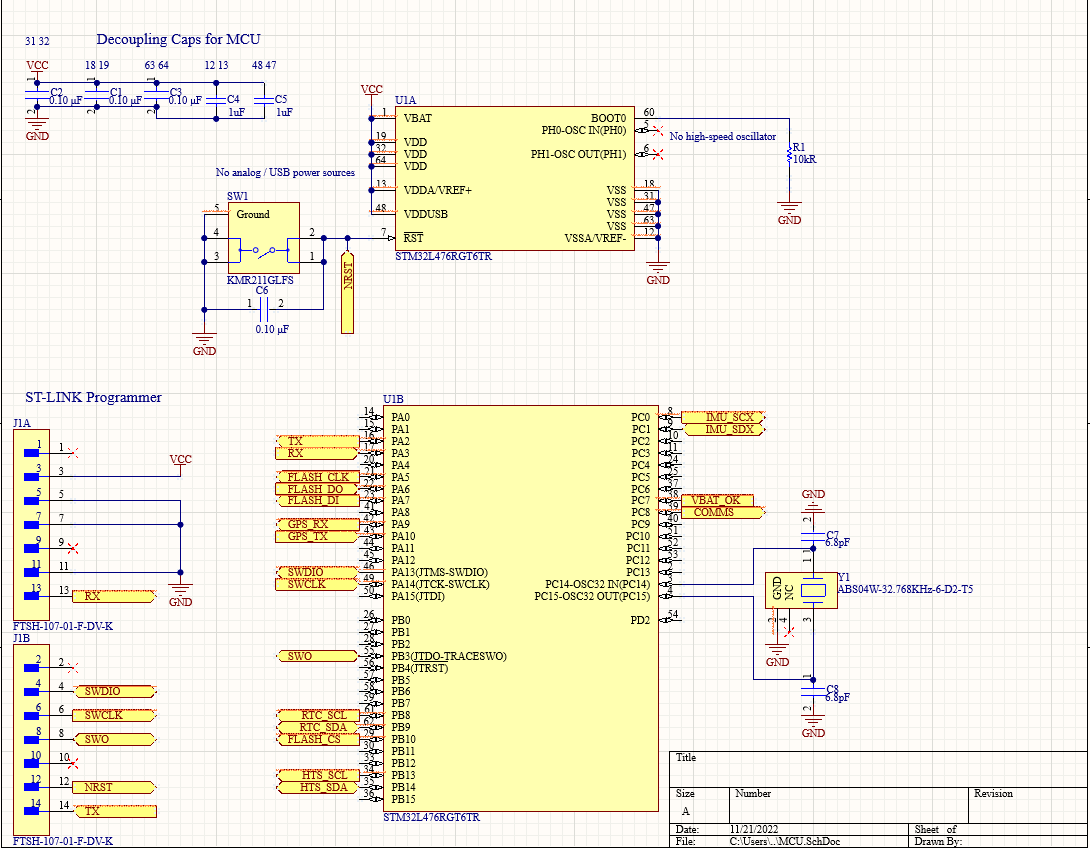 31 32 Decoupling Caps for MCU
VCC 18 19 63 64 12 13 48 47
1 1 1
C2 C1 C3 C4 C5
0.10 µF 0.10 µF 0.10 µF 1uF 1uF
2 2 2
GND
VCC
U1A
1 VBAT
19 VDD
32 VDD
64 VDD
13 VDDA/VREF+
48 VDDUSB
7 RST
BOOT0 60
PH0-OSC IN(PH0) 5
PH1-OSC OUT(PH1) 6
VSS 18
VSS 31
VSS 47
VSS 63
VSSA/VREF- 12
STM32L476RGT6TR
GND
No high-speed oscillator
R1
10kR
GND
No analog / USB power sources
SW1
5 Ground
4 2
3 1
KMR211GLFS
C6
1 2
0.10 µF
GND
NRST
ST-LINK Programmer
J1A
1 1
3 3
5 5
7 7
9 9
11 11
13 13 RX
VCC
GND
FTSH-107-01-F-DV-K
J1B
2 2
4 4 SWDIO
6 6 SWCLK
8 8 SWO
10 10
12 12 NRST
14 14 TX
FTSH-107-01-F-DV-K
U1B
14 PA0
15 PA1
TX 16 PA2
RX 17 PA3
20 PA4
FLASH_CLK 21 PA5
FLASH_DO 22 PA6
FLASH_DI 23 PA7
41 PA8
GPS_RX 42 PA9
GPS_TX 43 PA10
44 PA11
45 PA12
SWDIO 46 PA13(JTMS-SWDIO)
SWCLK 49 PA14(JTCK-SWCLK)
50 PA15(JTDI)
26 PB0
27 PB1
28 PB2
SWO 55 PB3(JTDO-TRACESWO)
56 PB4(JTRST)
57 PB5
58 PB6
59 PB7
RTC_SCL 61 PB8
RTC_SDA 62 PB9
FLASH_CS 29 PB10
30 PB11
33 PB12
HTS_SCL 34 PB13
HTS_SDA 35 PB14
36 PB15
STM32L476RGT6TR
PC0 8 IMU_SCX
PC1 9 IMU_SDX
PC2 10
PC3 11
PC4 24
PC5 25
PC6 37
PC7 38 VBAT_OK
PC8 39 COMMS
PC9 40
PC10 51
PC11 52
PC12 53
PC13 2
PC14-OSC32 IN(PC14) 3
PC15-OSC32 OUT(PC15) 4
PD2 54
GND
2
C7
6.8pF
1 1
Y1
GND
NC
ABS04W-32.768KHz-6-D2-T5
2 4 3
GND
1
C8
6.8pF
2
GND
Title
Size Number Revision
A
Date: 11/21/2022 Sheet of
File: C:\Users\..\MCU.SchDoc Drawn By: